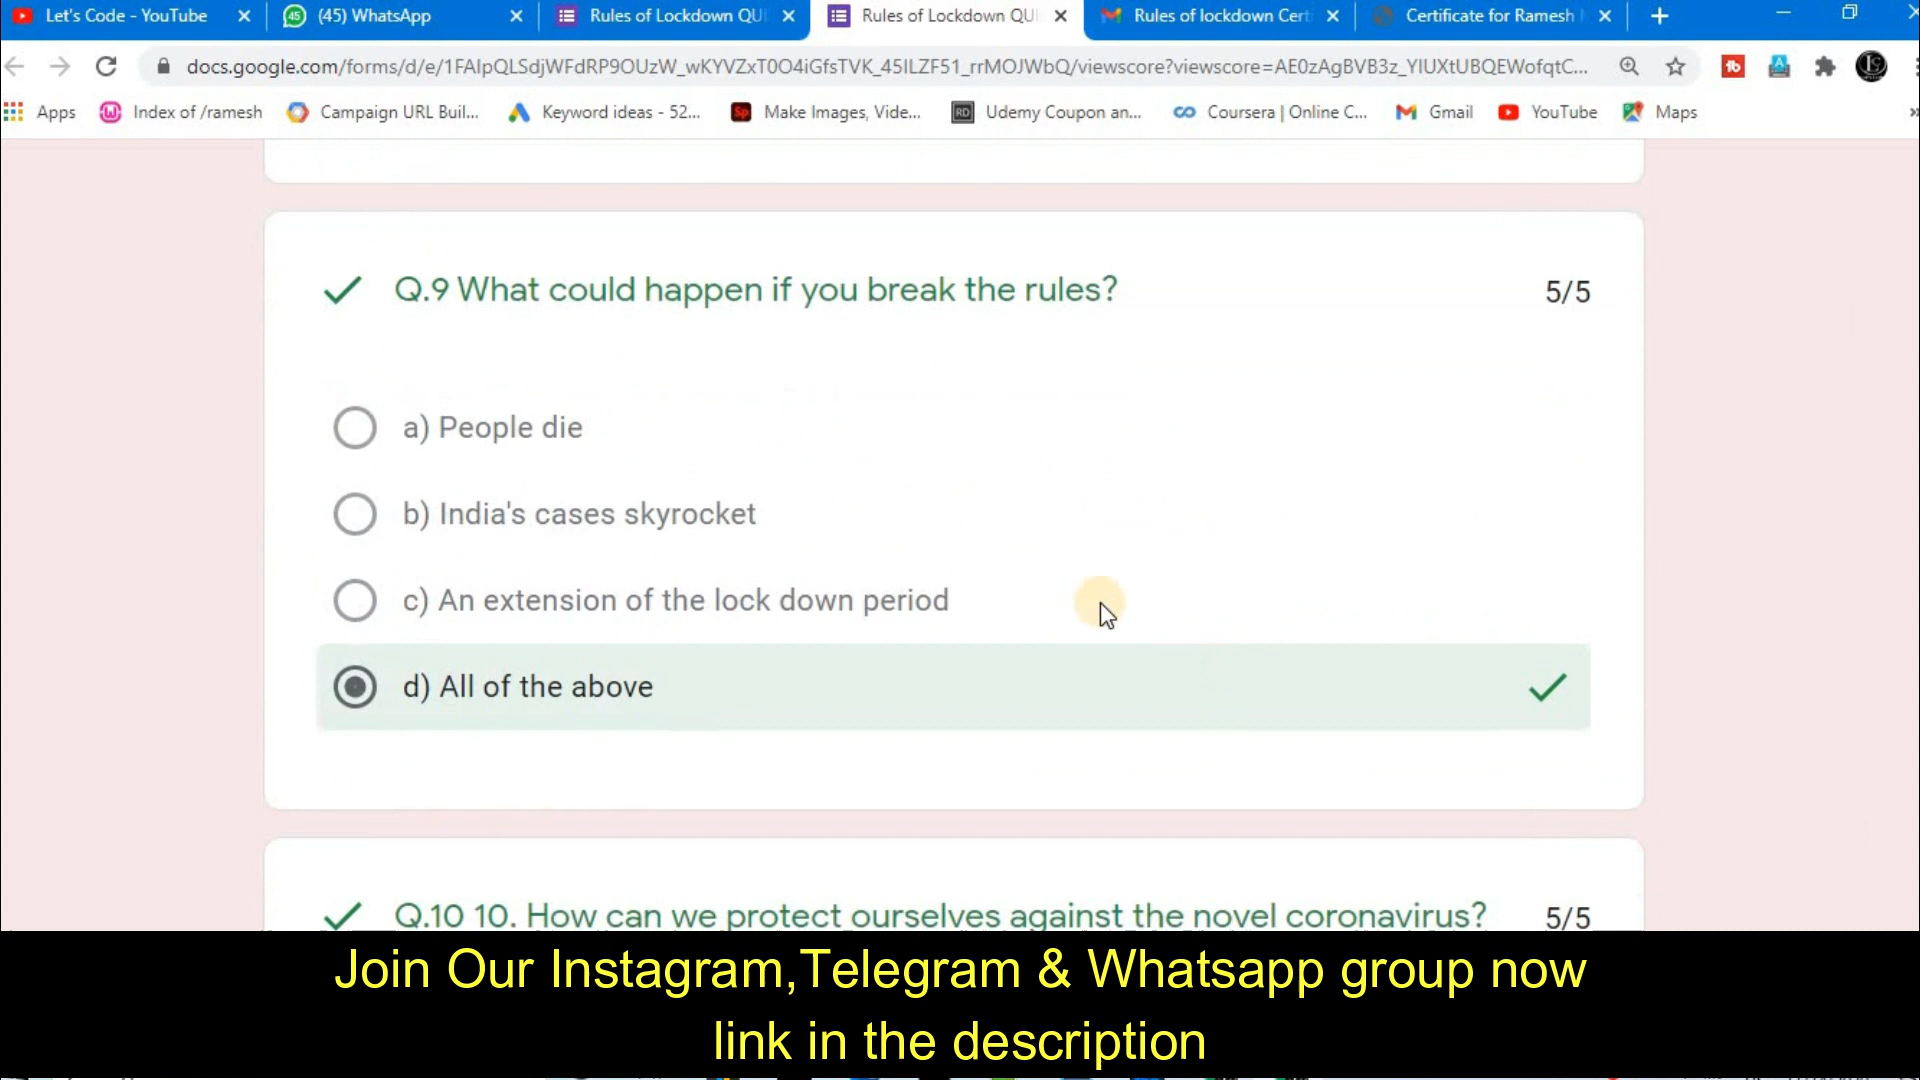 Let's Code - YouTube
45
(45) WhatsApp
Rules of Lockdown QU
Rules of Lockdown QU
Rules of lockdown Cert
Certificate for Ramesh
docs.google.com/forms/d/e/1FAIpQLSdjWFdRP9OUzW_wKYVZxT0O4iGfsTVK_45ILZF51_rrMOJWbQ/viewscore?viewscore=AE0zAgBVB3z_YIUXtUBQEWofqtC...
Apps
Index of /ramesh
Campaign URL Buil...
Keyword ideas - 52...
Sp
Make Images, Vide...
RD
Udemy Coupon an...
Coursera | Online C...
Gmail
YouTube
Maps
Q.9 What could happen if you break the rules?
5/5
a) People die
b) India's cases skyrocket
c) An extension of the lock down period
d) All of the above
Q.10 10. How can we protect ourselves against the novel coronavirus?
5/5
Join Our Instagram,Telegram & Whatsapp group now
link in the description